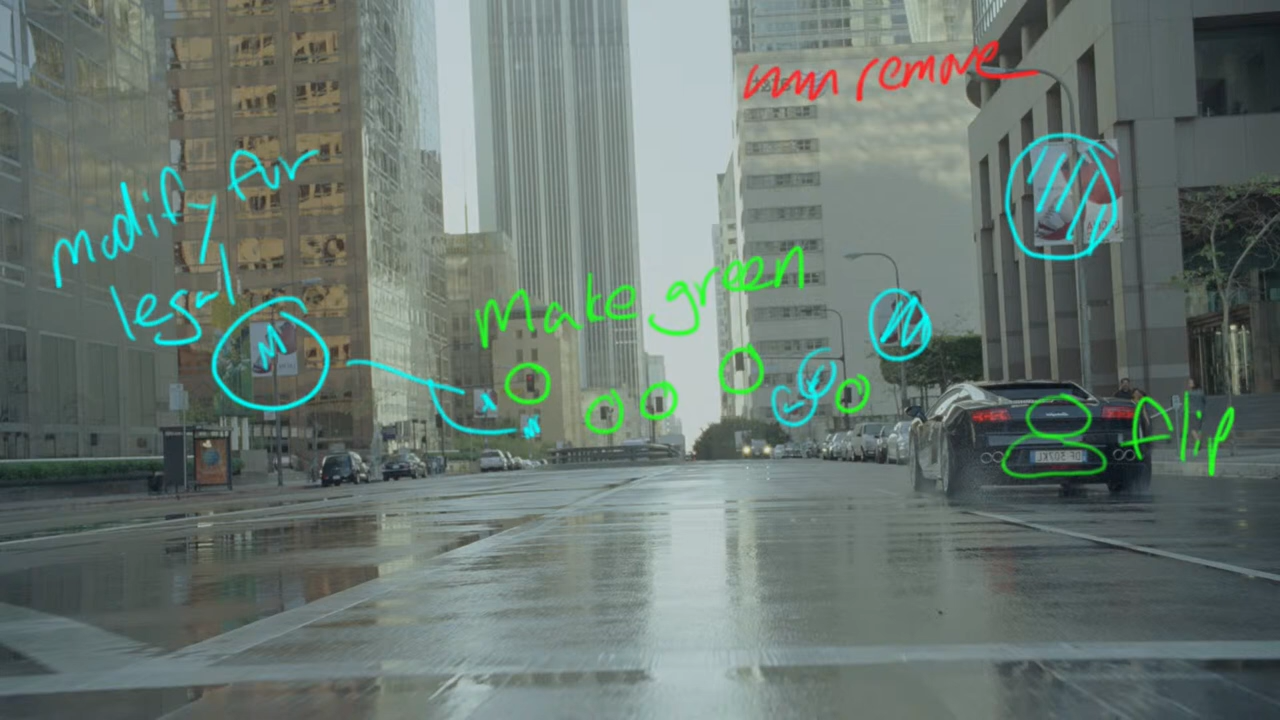 remove
modify for
legal
Make green
flip